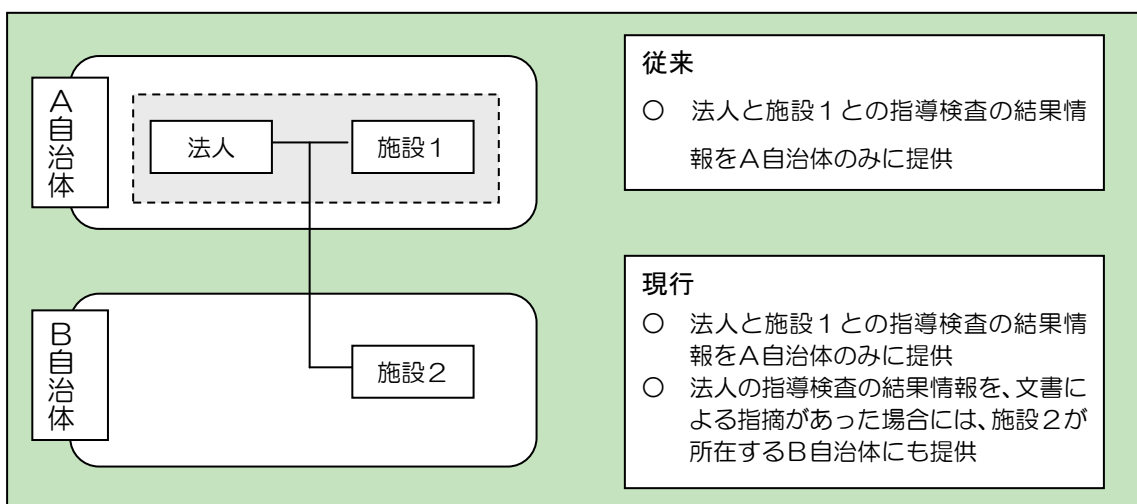 A自治体
法人
施設1
B自治体
施設2
従来
○ 法人と施設1との指導検査の結果情
報をA自治体のみに提供
現行
○ 法人と施設1との指導検査の結果情
報をA自治体のみに提供
○ 法人の指導検査の結果情報を、文書に
よる指摘があった場合には、施設2が
所在するB自治体にも提供